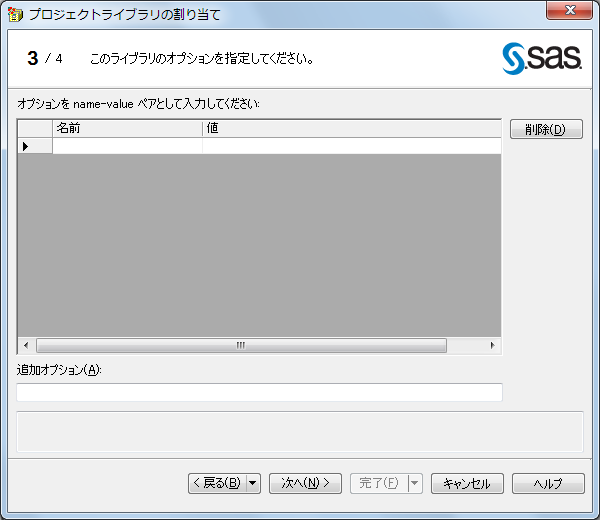 プロジェクトライブラリの割り当て
3 / 4 このライブラリのオプションを指定してください。
sas.
オプションを name-value ペアとして入力してください:
名前 値
削除(D)
追加オプション(A):
< 戻る(B) 次へ(N) > 完了(F) キャンセル ヘルプ